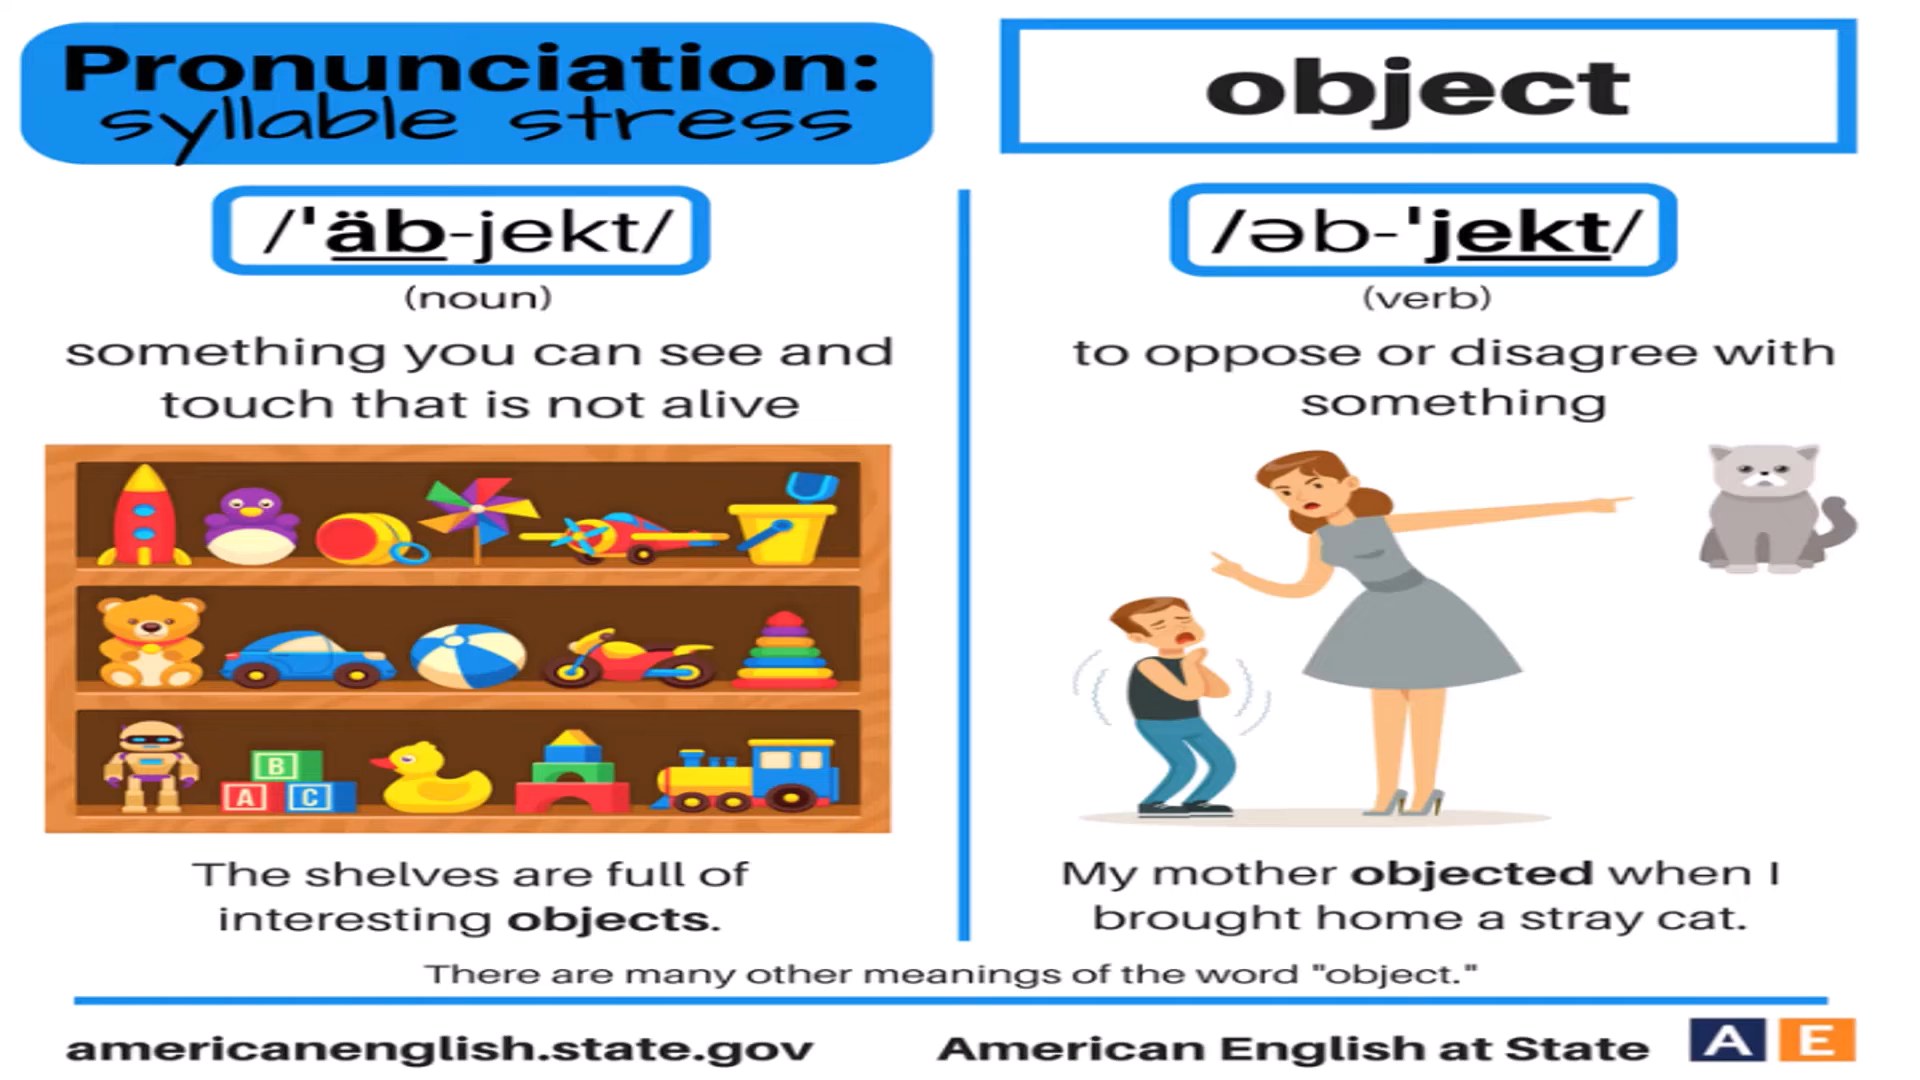 Pronunciation:
syllable stress
object
/ˈäb-jekt/
(noun)
something you can see and
touch that is not alive
B
A C
The shelves are full of
interesting objects.
/əb-ˈjekt/
(verb)
to oppose or disagree with
something
My mother objected when I
brought home a stray cat.
There are many other meanings of the word "object."
americanenglish.state.gov
American English at State
A E